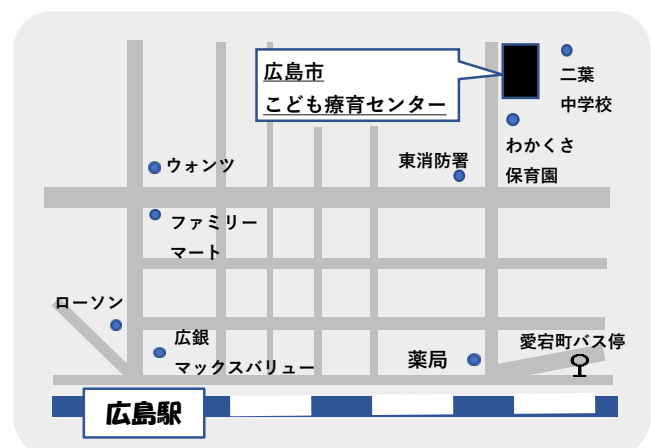 広島市
こども療育センター
二葉
中学校
わかくさ
保育園
東消防署
ウォンツ
ファミリー
マート
ローソン
広銀
マックスバリュー
薬局
愛宕町バス停
広島駅